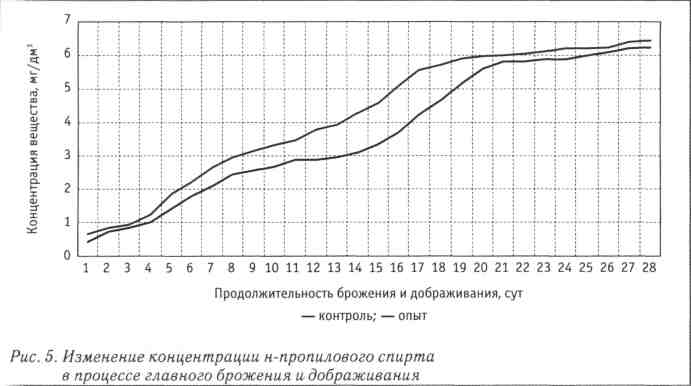 Концентрация вещества, мг/дм³
7
6
5
4
3
2
1
0
1 2 3 4 5 6 7 8 9 10 11 12 13 14 15 16 17 18 19 20 21 22 23 24 25 26 27 28
Продолжительность брожения и дображивания, сут
— контроль; — опыт
Рис. 5. Изменение концентрации н-пропилового спирта
в процессе главного брожения и дображивания